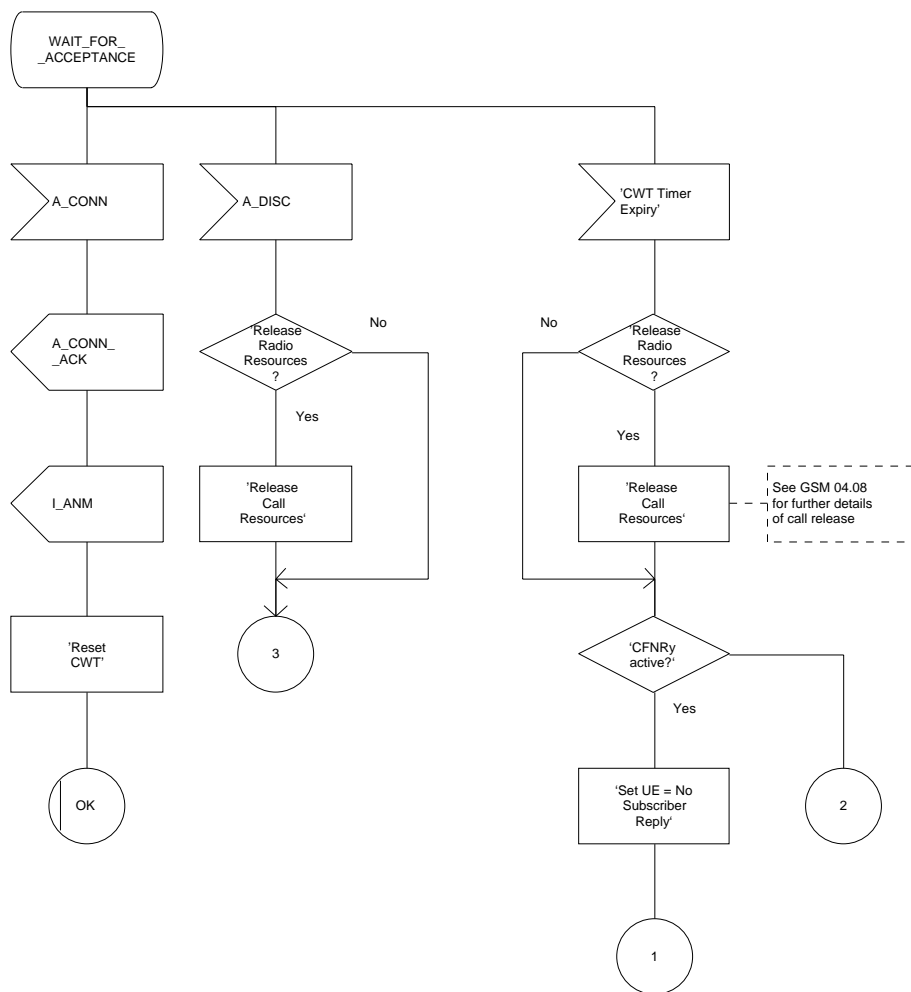 WAIT_FOR_
_ACCEPTANCE
A_CONN
A_DISC
’CWT Timer
Expiry’
A_CONN_
_ACK
’Release
Radio
Resources
?
No
Yes
No
’Release
Radio
Resources
?
Yes
I_ANM
’Release
Call
Resources‘
’Release
Call
Resources‘
See GSM 04.08
for further details
of call release
’Reset
CWT’
3
‘CFNRy
active?‘
Yes
OK
‘Set UE = No
Subscriber
Reply‘
2
1